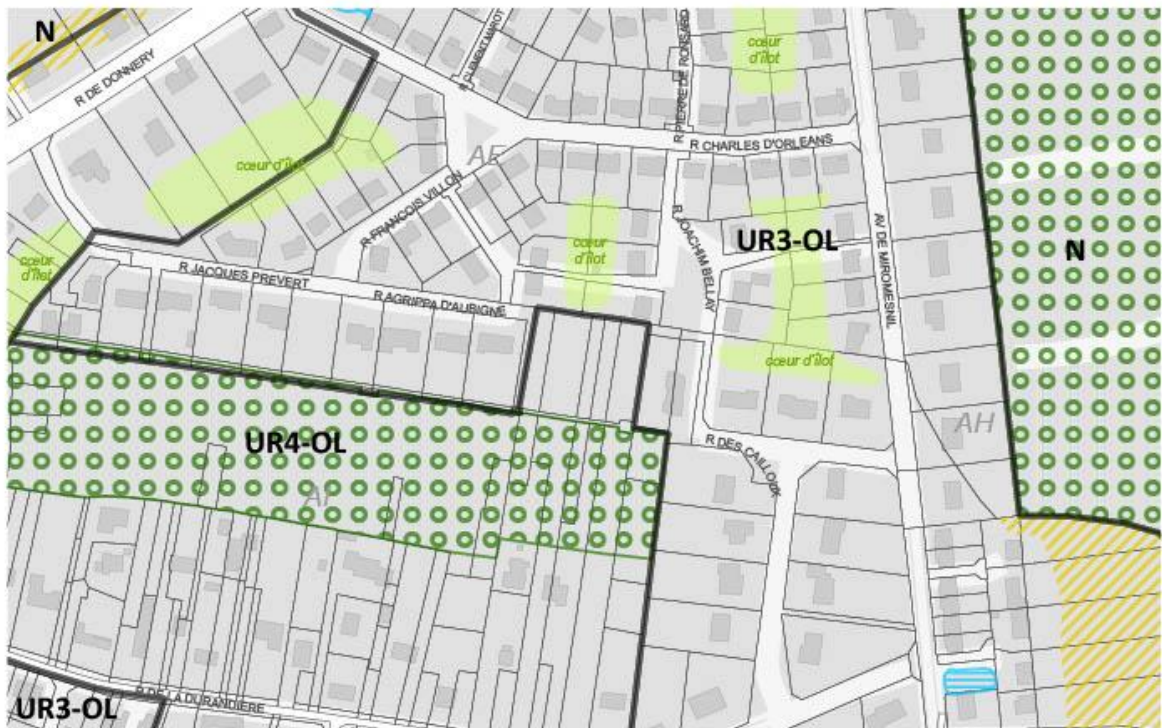 N
R DE DONNERY
R CLEMENT MAROT
R PIERRE DE RONSARD
cœur
d'îlot
cœur d'îlot
AE
R CHARLES D'ORLEANS
R FRANCOIS VILLON
cœur
d'îlot
cœur
d'îlot
R JOACHIM BELLAY
UR3-OL
AV DE MIROMESNIL
N
R JACQUES PREVERT
R AGRIPPA D'AUBIGNE
cœur d'îlot
AH
UR4-OL
R DES CAILLOUX
AI
R DE LA DURANDIERE
UR3-OL